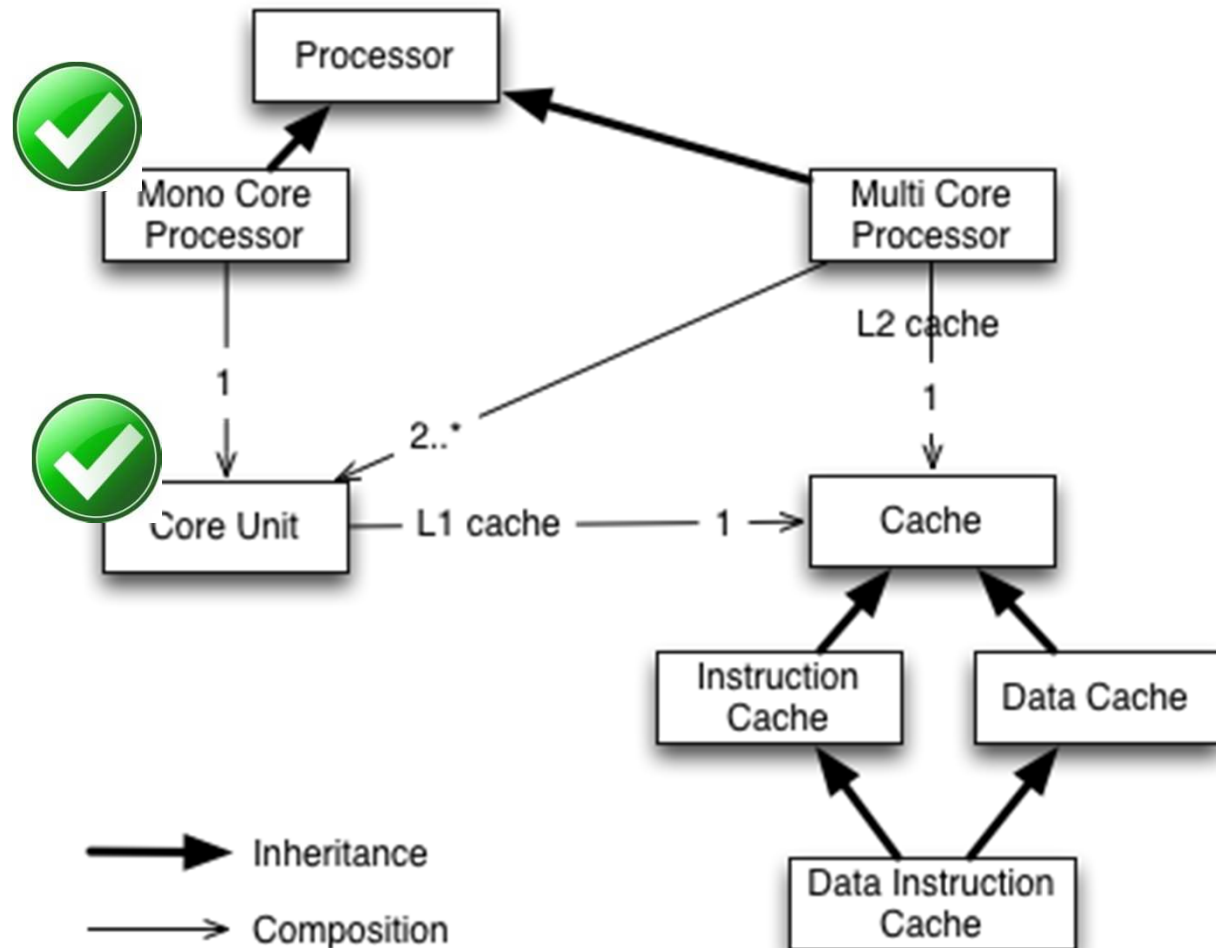 Processor
Mono Core
Processor
Multi Core
Processor
L2 cache
1
1
2..*
Core Unit
L1 cache
1
Cache
Instruction
Cache
Data Cache
Inheritance
Data Instruction
Cache
Composition